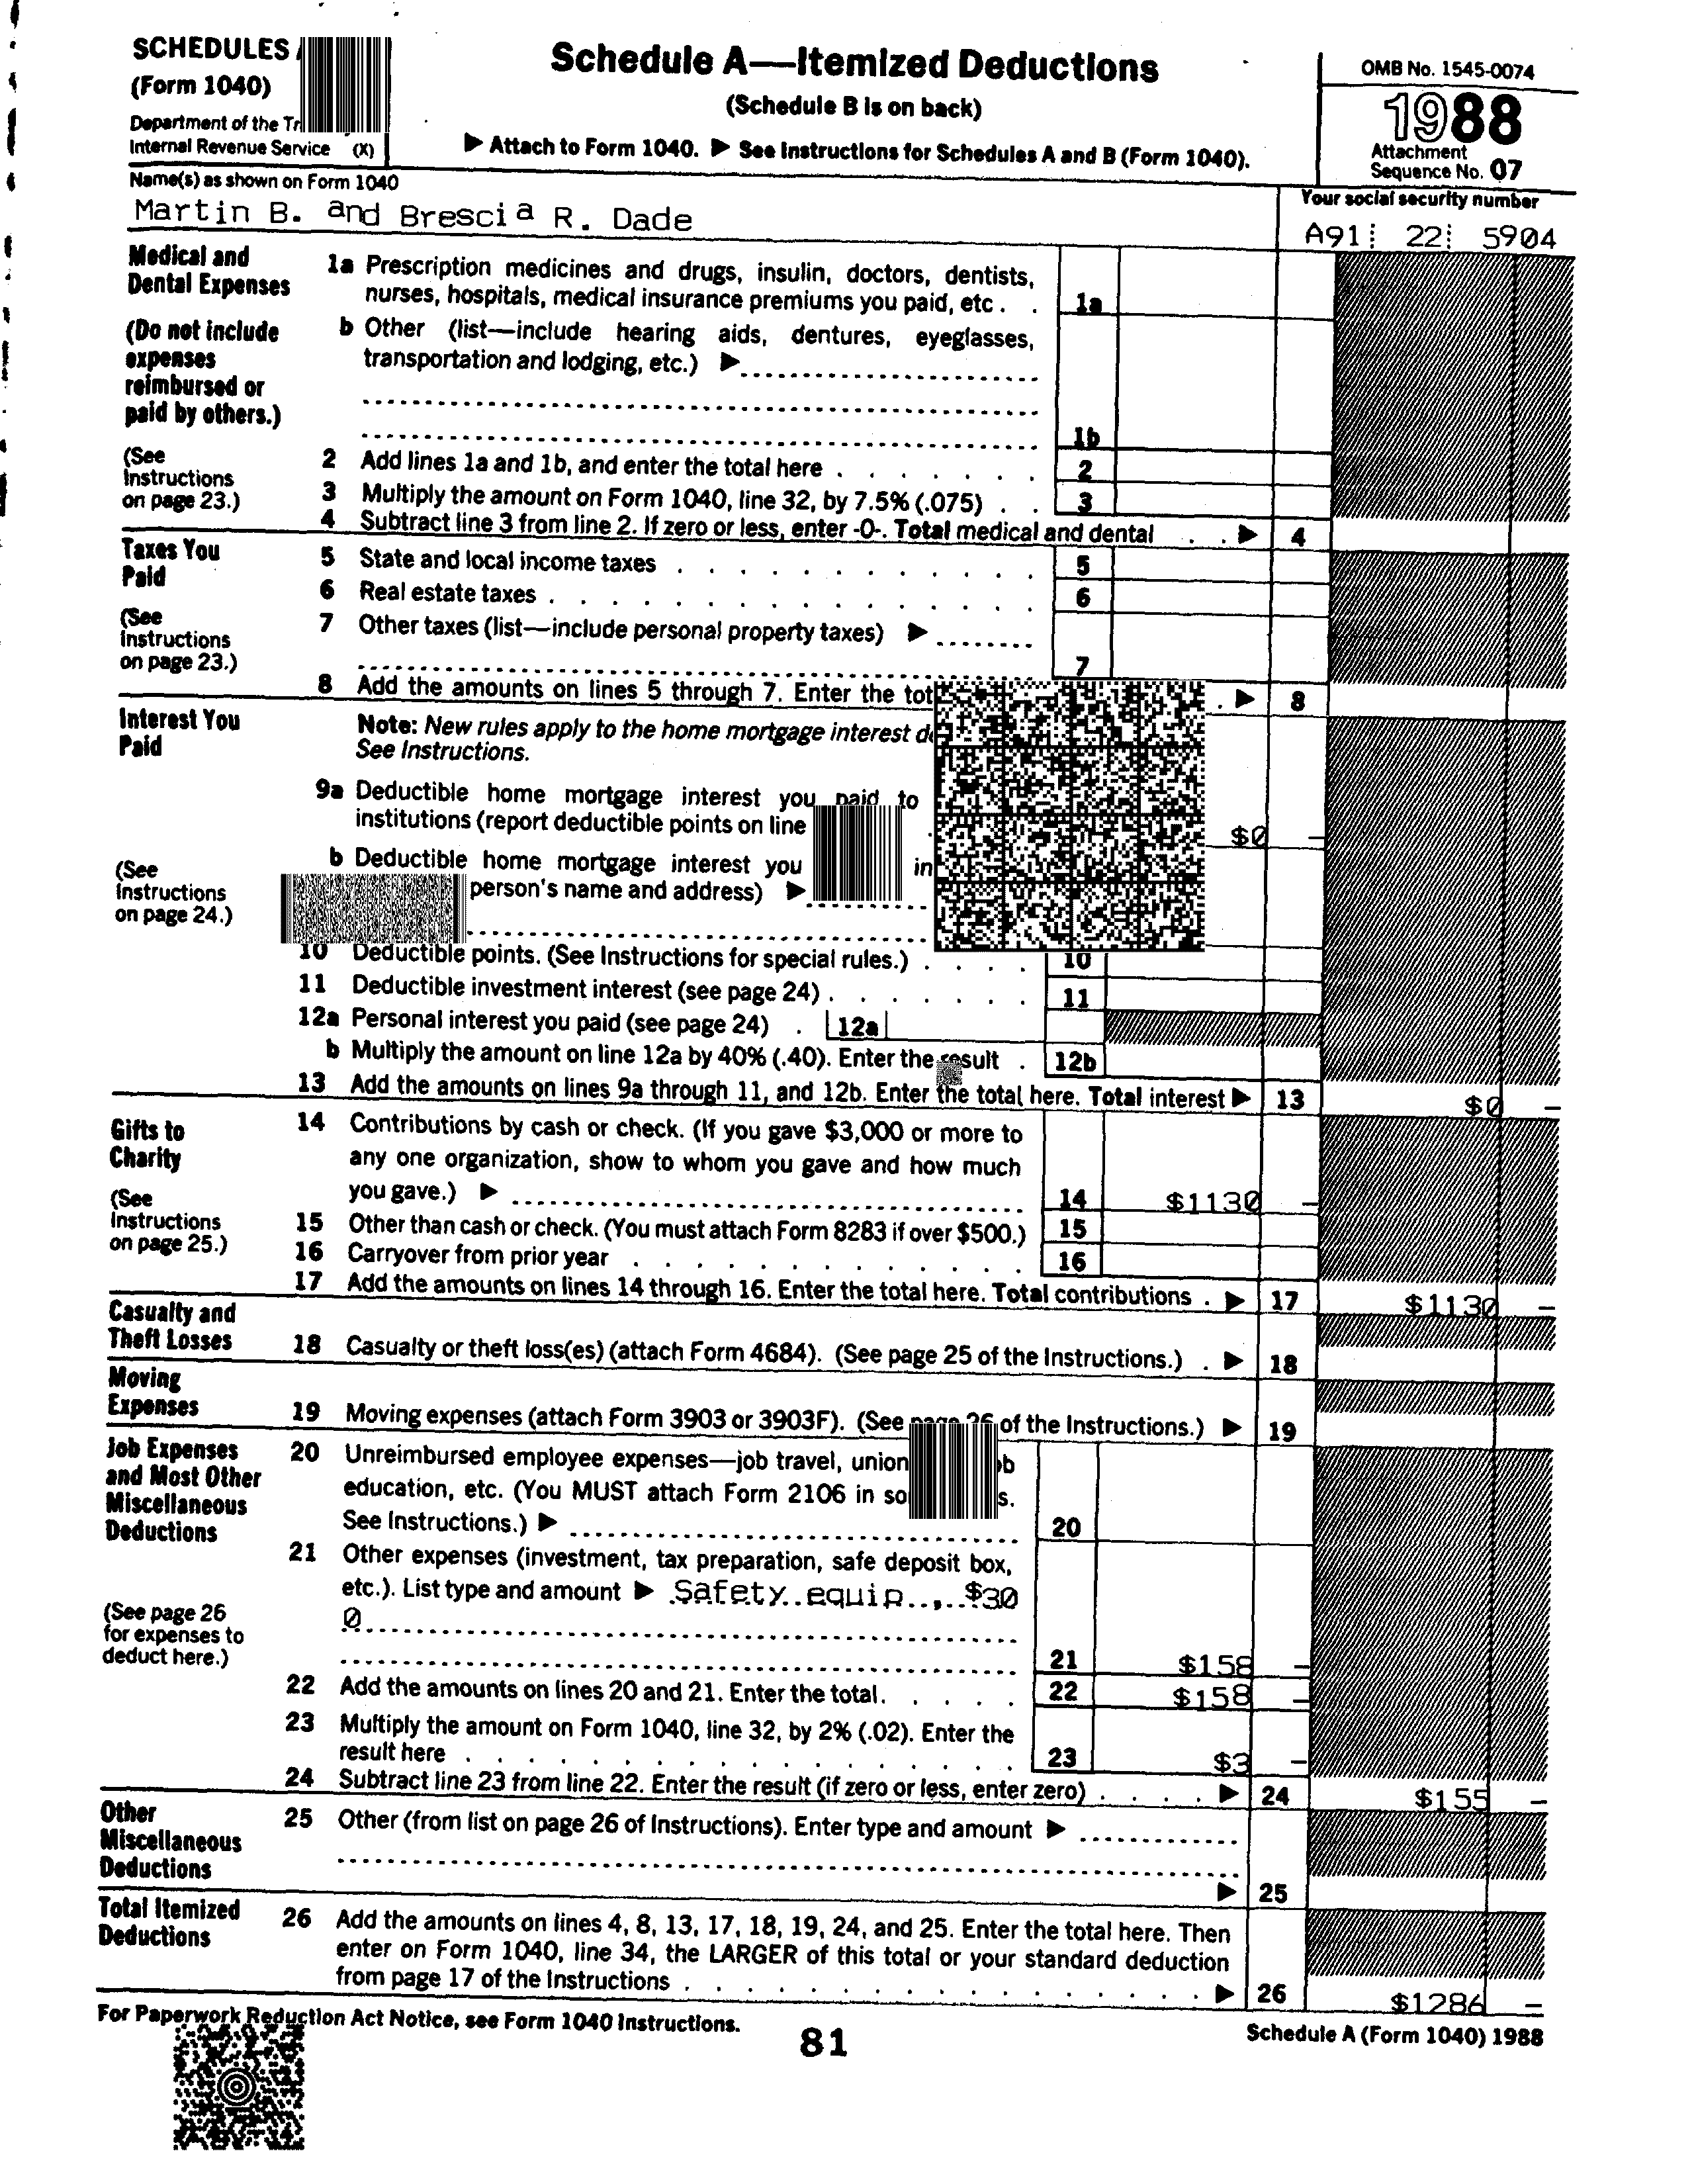 SCHEDULES
(Form 1040)
Department of the
Internal Revenue Service (X)
Schedule A—Itemized Deductions
(Schedule B is on back)
▶ Attach to Form 1040. ▶ See Instructions for Schedules A and B (Form 1040).
OMB No. 1545-0074
1988
Attachment
Sequence No. 07
Name(s) as shown on Form 1040
Martin B. and Brescia R. Dade
Your social security number
A91 22 5904
Medical and
Dental Expenses
(Do not include
expenses
reimbursed or
paid by others.)
(See
Instructions
on page 23.)
1a Prescription medicines and drugs, insulin, doctors, dentists,
nurses, hospitals, medical insurance premiums you paid, etc . . 1a
b Other (list—include hearing aids, dentures, eyeglasses,
transportation and lodging, etc.) ▶
1b
2 Add lines 1a and 1b, and enter the total here . . . . . . . 2
3 Multiply the amount on Form 1040, line 32, by 7.5% (.075) . . 3
4 Subtract line 3 from line 2. If zero or less, enter -0-. Total medical and dental . . ▶ 4
Taxes You
Paid
(See
Instructions
on page 23.)
5 State and local income taxes . . . . . . . . . . . . 5
6 Real estate taxes . . . . . . . . . . . . . . . . 6
7 Other taxes (list—include personal property taxes) ▶
7
8 Add the amounts on lines 5 through 7. Enter the . ▶ 8
Interest You
Paid
(See
Instructions
on page 24.)
Note: New rules apply to the home mortgage interest
See Instructions.
9a Deductible home mortgage interest you paid to
institutions (report deductible points on line $0 —
b Deductible home mortgage interest you
person's name and address) ▶
10 Deductible points. (See Instructions for special rules.) . . . . 10
11 Deductible investment interest (see page 24) . . . . . . . 11
12a Personal interest you paid (see page 24) . 12a
b Multiply the amount on line 12a by 40% (.40). Enter the result . 12b
13 Add the amounts on lines 9a through 11, and 12b. Enter the total here. Total interest ▶ 13 $0 —
Gifts to
Charity
(See
Instructions
on page 25.)
14 Contributions by cash or check. (If you gave $3,000 or more to
any one organization, show to whom you gave and how much
you gave.) ▶ 14 $1130 —
15 Other than cash or check. (You must attach Form 8283 if over $500.) 15
16 Carryover from prior year . . . . . . . . . . . . . 16
17 Add the amounts on lines 14 through 16. Enter the total here. Total contributions . ▶ 17 $1130 —
Casualty and
Theft Losses
18 Casualty or theft loss(es) (attach Form 4684). (See page 25 of the Instructions.) . ▶ 18
Moving
Expenses
19 Moving expenses (attach Form 3903 or 3903F). (See page 26 of the Instructions.) ▶ 19
Job Expenses
and Most Other
Miscellaneous
Deductions
(See page 26
for expenses to
deduct here.)
20 Unreimbursed employee expenses—job travel, union
education, etc. (You MUST attach Form 2106 in
See Instructions.) ▶ 20
21 Other expenses (investment, tax preparation, safe deposit box,
etc.). List type and amount ▶ Safety equip., $30
0
21 $158 —
22 Add the amounts on lines 20 and 21. Enter the total. . . . . 22 $158 —
23 Multiply the amount on Form 1040, line 32, by 2% (.02). Enter the
result here . . . . . . . . . . . . . . . . . . 23 $3 —
24 Subtract line 23 from line 22. Enter the result (if zero or less, enter zero) . . . . ▶ 24 $155 —
Other
Miscellaneous
Deductions
25 Other (from list on page 26 of Instructions). Enter type and amount ▶
▶ 25
Total Itemized
Deductions
26 Add the amounts on lines 4, 8, 13, 17, 18, 19, 24, and 25. Enter the total here. Then
enter on Form 1040, line 34, the LARGER of this total or your standard deduction
from page 17 of the Instructions . . . . . . . . . . . . . . . . . ▶ 26 $1286 —
For Paperwork Reduction Act Notice, see Form 1040 Instructions.
81
Schedule A (Form 1040) 1988